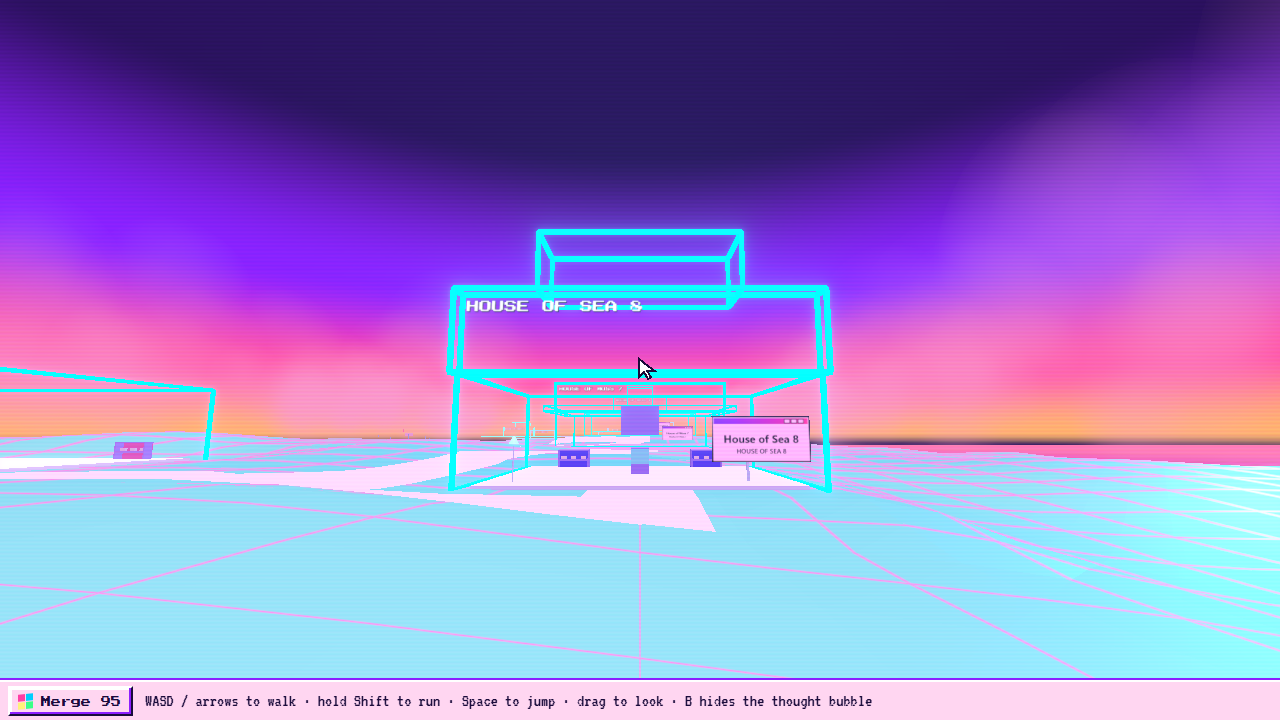 HOUSE OF SEA 8
House of Sea 8
HOUSE OF SEA 8
Merge 95
WASD / arrows to walk · hold Shift to run · Space to jump · drag to look · B hides the thought bubble